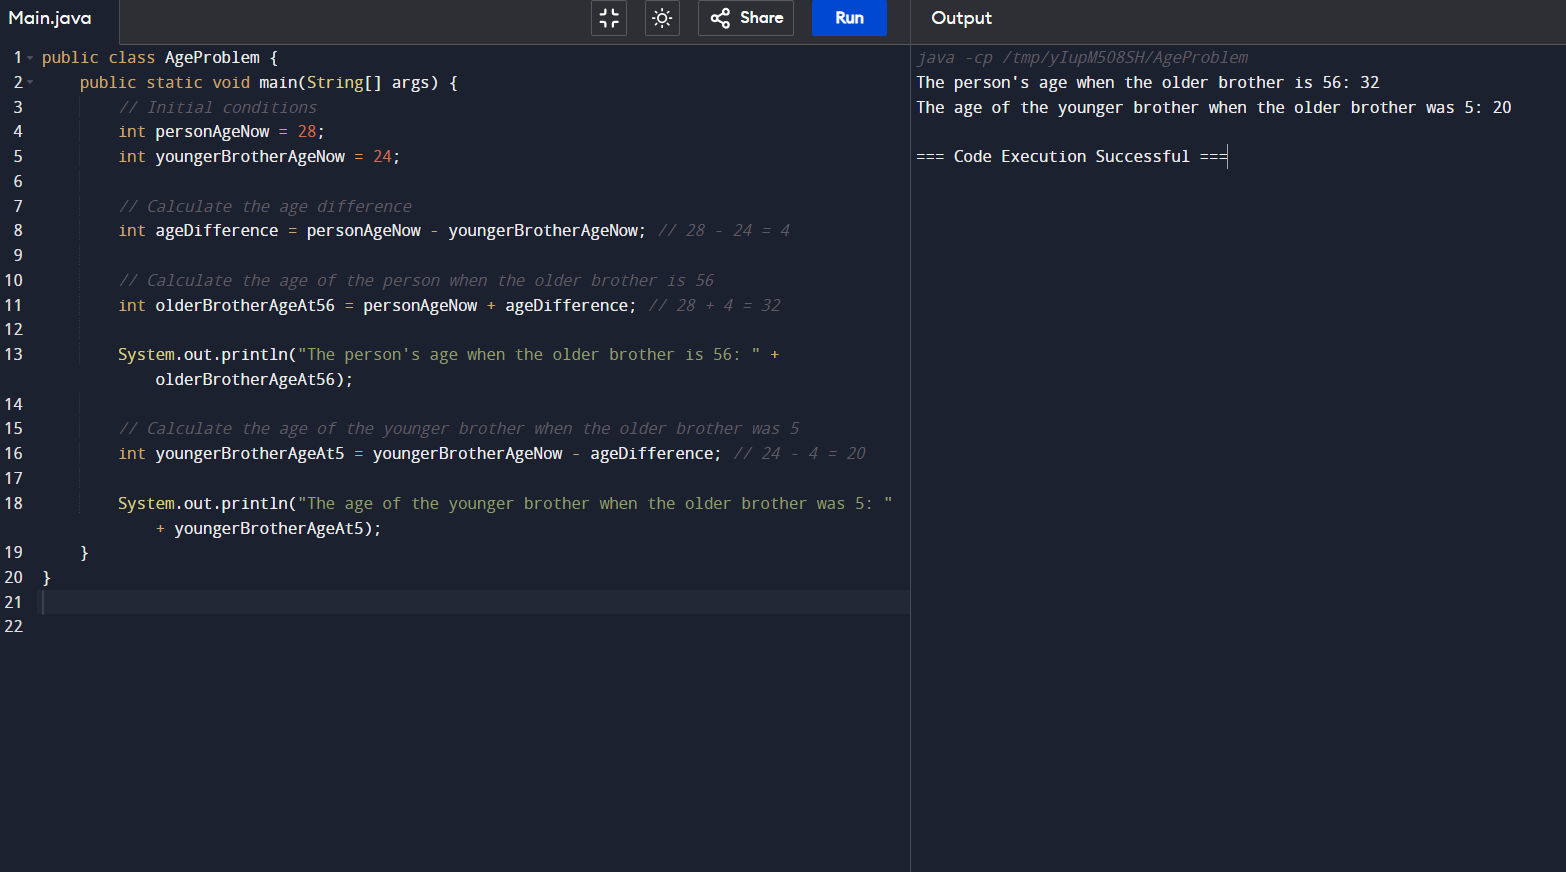 Main.java
Share
Run
Output
1 public class AgeProblem {
2 public static void main(String[] args) {
3 // Initial conditions
4 int personAgeNow = 28;
5 int youngerBrotherAgeNow = 24;
6
7 // Calculate the age difference
8 int ageDifference = personAgeNow - youngerBrotherAgeNow; // 28 - 24 = 4
9
10 // Calculate the age of the person when the older brother is 56
11 int olderBrotherAgeAt56 = personAgeNow + ageDifference; // 28 + 4 = 32
12
13 System.out.println("The person's age when the older brother is 56: " +
olderBrotherAgeAt56);
14
15 // Calculate the age of the younger brother when the older brother was 5
16 int youngerBrotherAgeAt5 = youngerBrotherAgeNow - ageDifference; // 24 - 4 = 20
17
18 System.out.println("The age of the younger brother when the older brother was 5: "
+ youngerBrotherAgeAt5);
19 }
20 }
21
22
java -cp /tmp/yIupM508SH/AgeProblem
The person's age when the older brother is 56: 32
The age of the younger brother when the older brother was 5: 20
=== Code Execution Successful ===